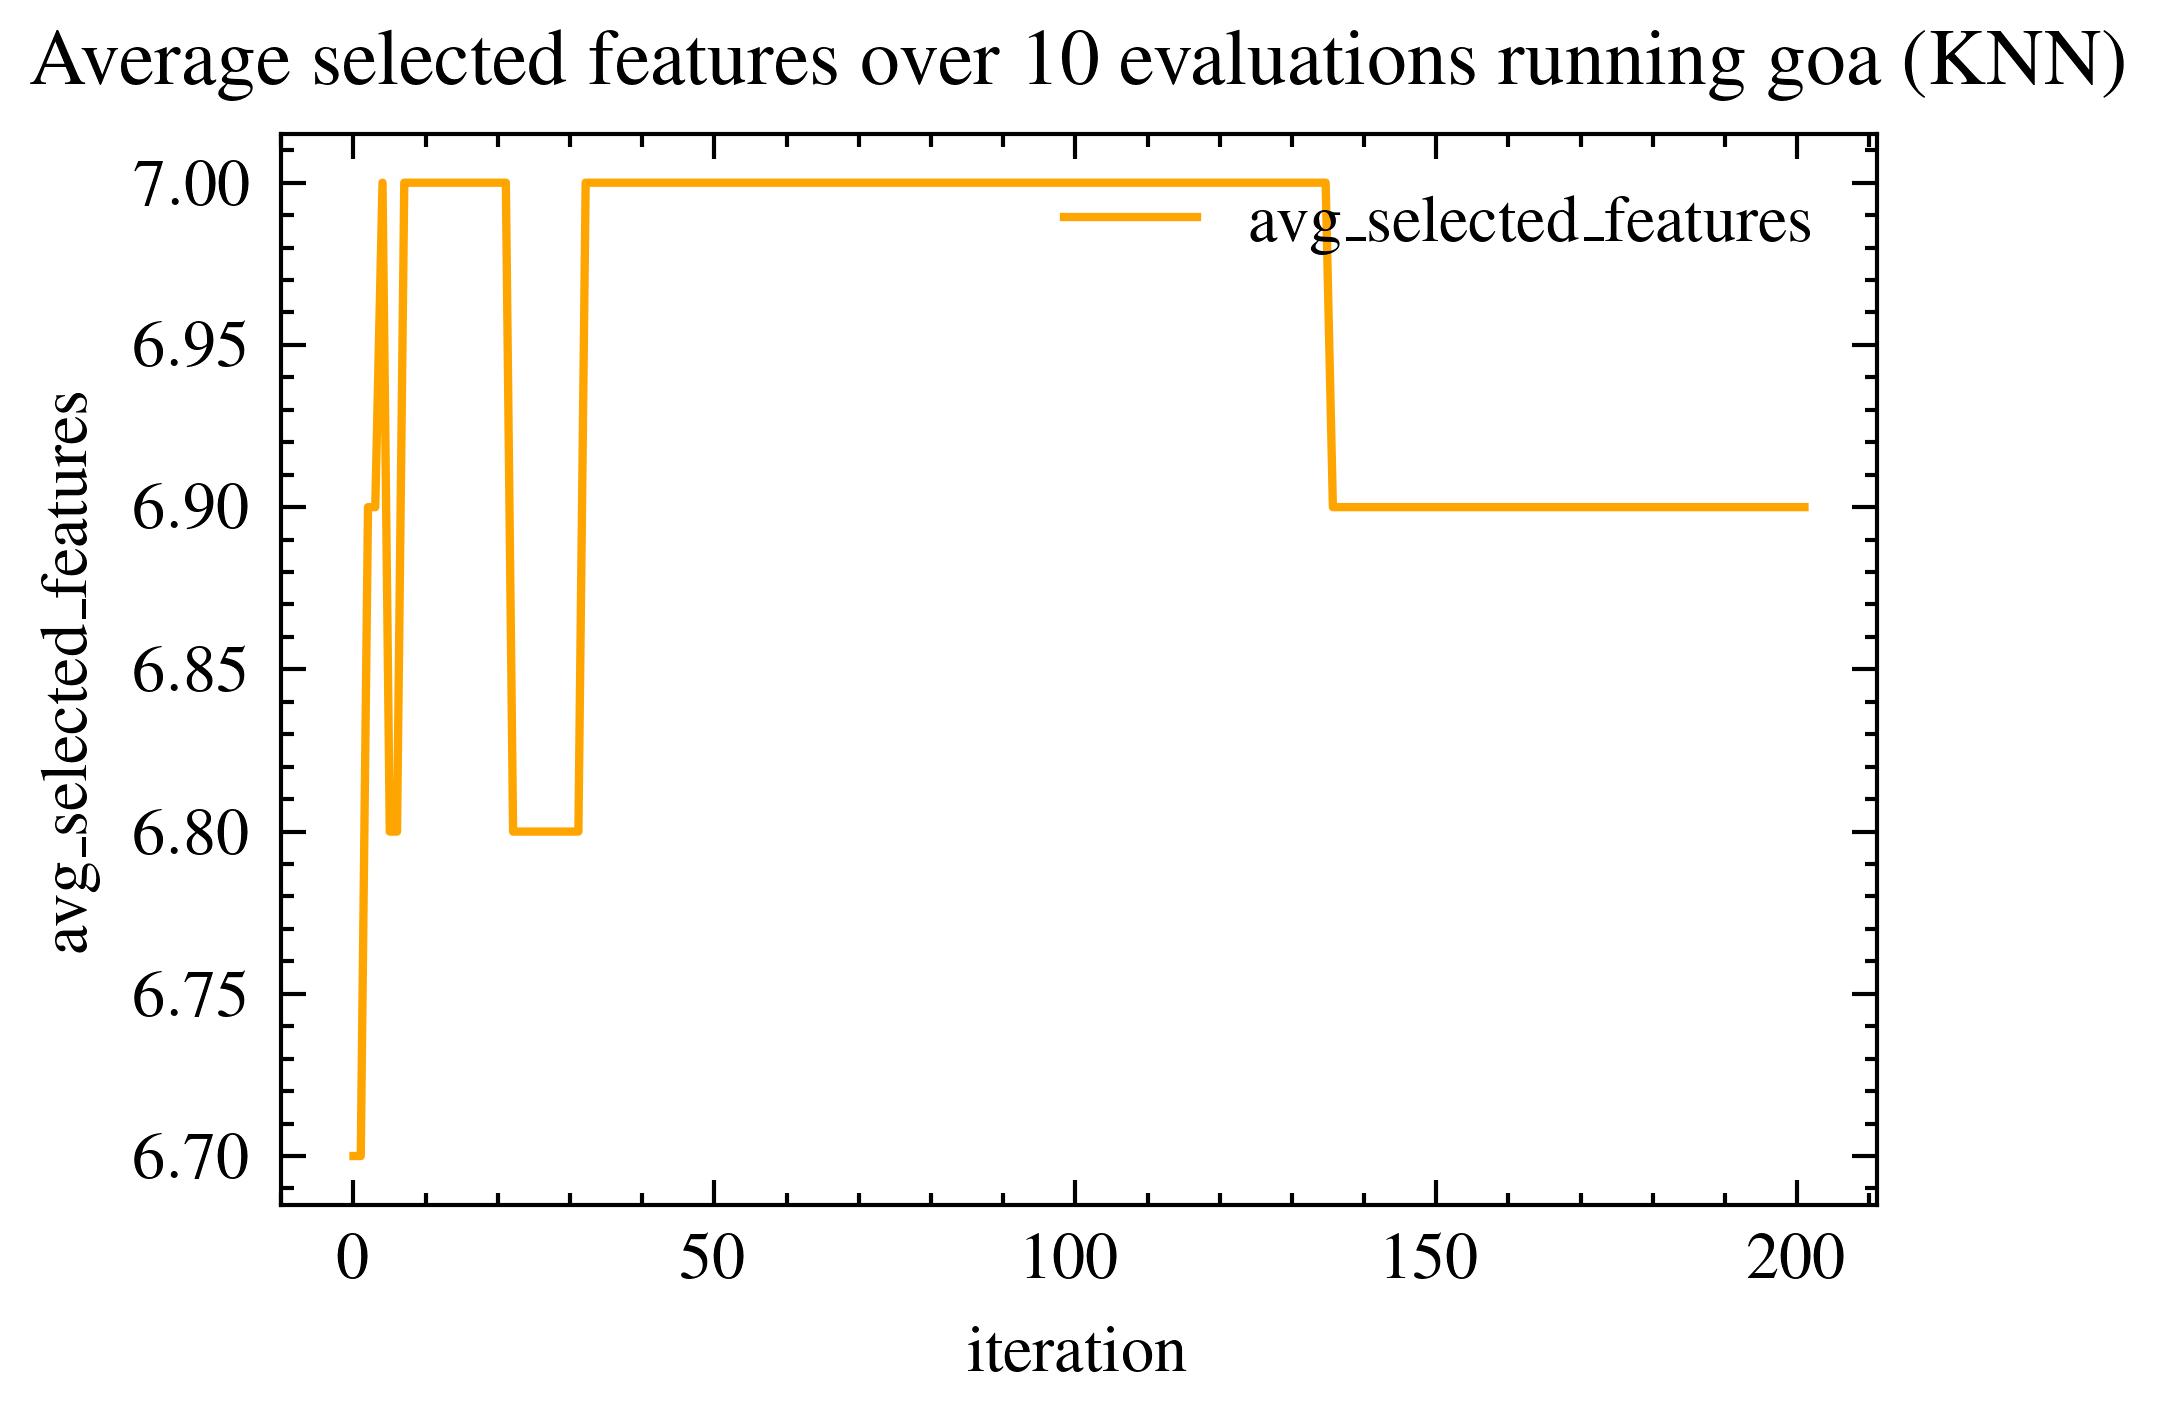 Average selected features over 10 evaluations running goa (KNN)
avg_selected_features
7.00
6.95
6.90
6.85
6.80
6.75
6.70
avg_selected_features
0 50 100 150 200
iteration